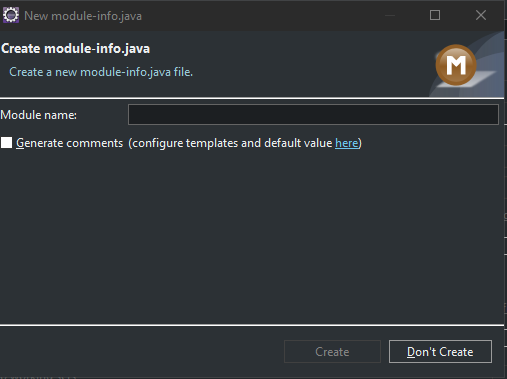 New module-info.java
Create module-info.java
Create a new module-info.java file.
M
Module name:
Generate comments (configure templates and default value here)
Create
Don't Create